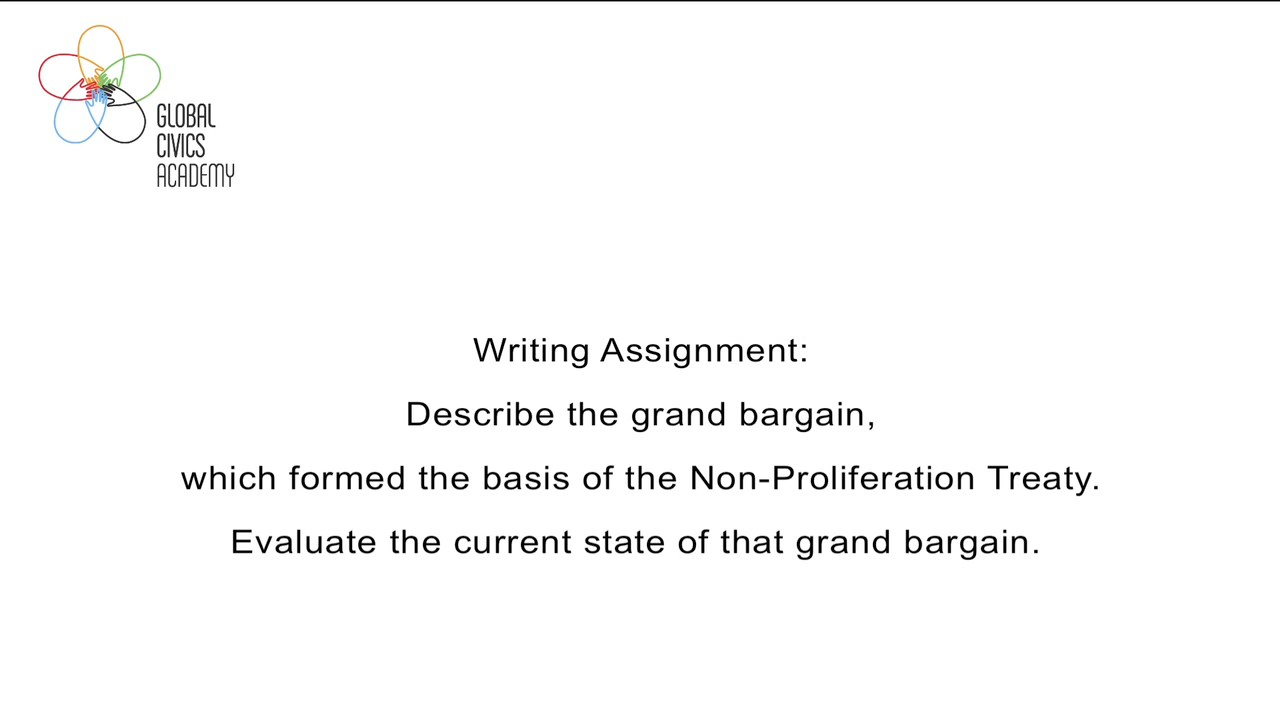 GLOBAL
CIVICS
ACADEMY
Writing Assignment:
Describe the grand bargain,
which formed the basis of the Non-Proliferation Treaty.
Evaluate the current state of that grand bargain.